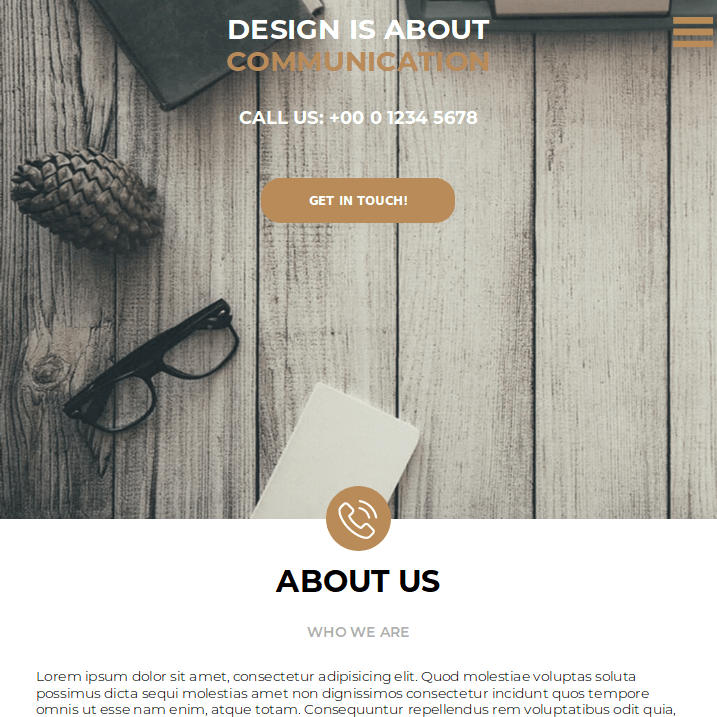 DESIGN IS ABOUT
COMMUNICATION
CALL US: +00 0 1234 5678
GET IN TOUCH!
ABOUT US
WHO WE ARE
Lorem ipsum dolor sit amet, consectetur adipisicing elit. Quod molestiae voluptas soluta
possimus dicta sequi molestias amet non dignissimos consectetur incidunt quos tempore
omnis ut esse nam enim, atque totam. Consequuntur repellendus rem voluptatibus odit quia,